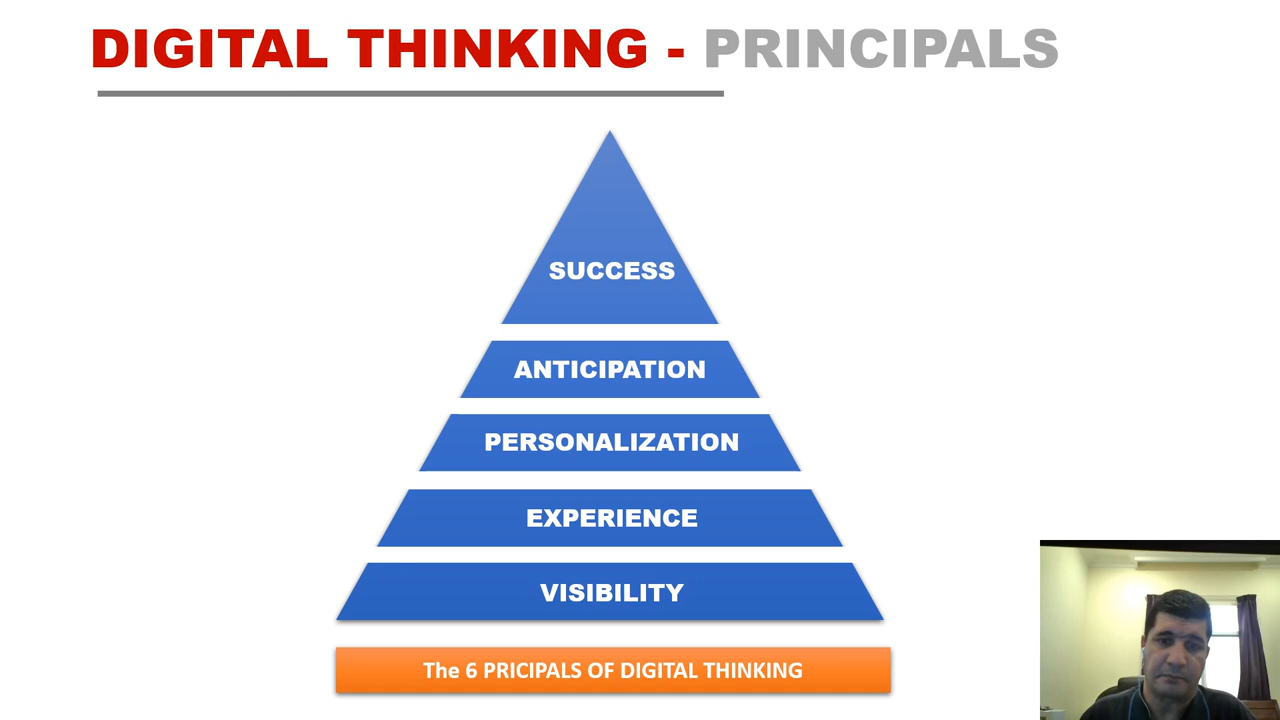 DIGITAL THINKING - PRINCIPALS
SUCCESS
ANTICIPATION
PERSONALIZATION
EXPERIENCE
VISIBILITY
The 6 PRICIPALS OF DIGITAL THINKING